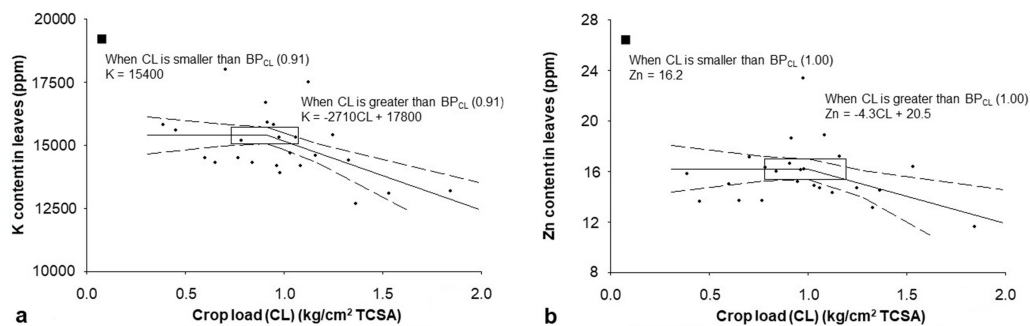 20000
17500
15000
12500
10000
K content in leaves (ppm)
When CL is smaller than BPCL (0.91)
K = 15400
When CL is greater than BPCL (0.91)
K = -2710CL + 17800
0.0 0.5 1.0 1.5 2.0
a Crop load (CL) (kg/cm² TCSA)
28
24
20
16
12
8
Zn content in leaves (ppm)
When CL is smaller than BPCL (1.00)
Zn = 16.2
When CL is greater than BPCL (1.00)
Zn = -4.3CL + 20.5
0.0 0.5 1.0 1.5 2.0
b Crop load (CL) (kg/cm² TCSA)